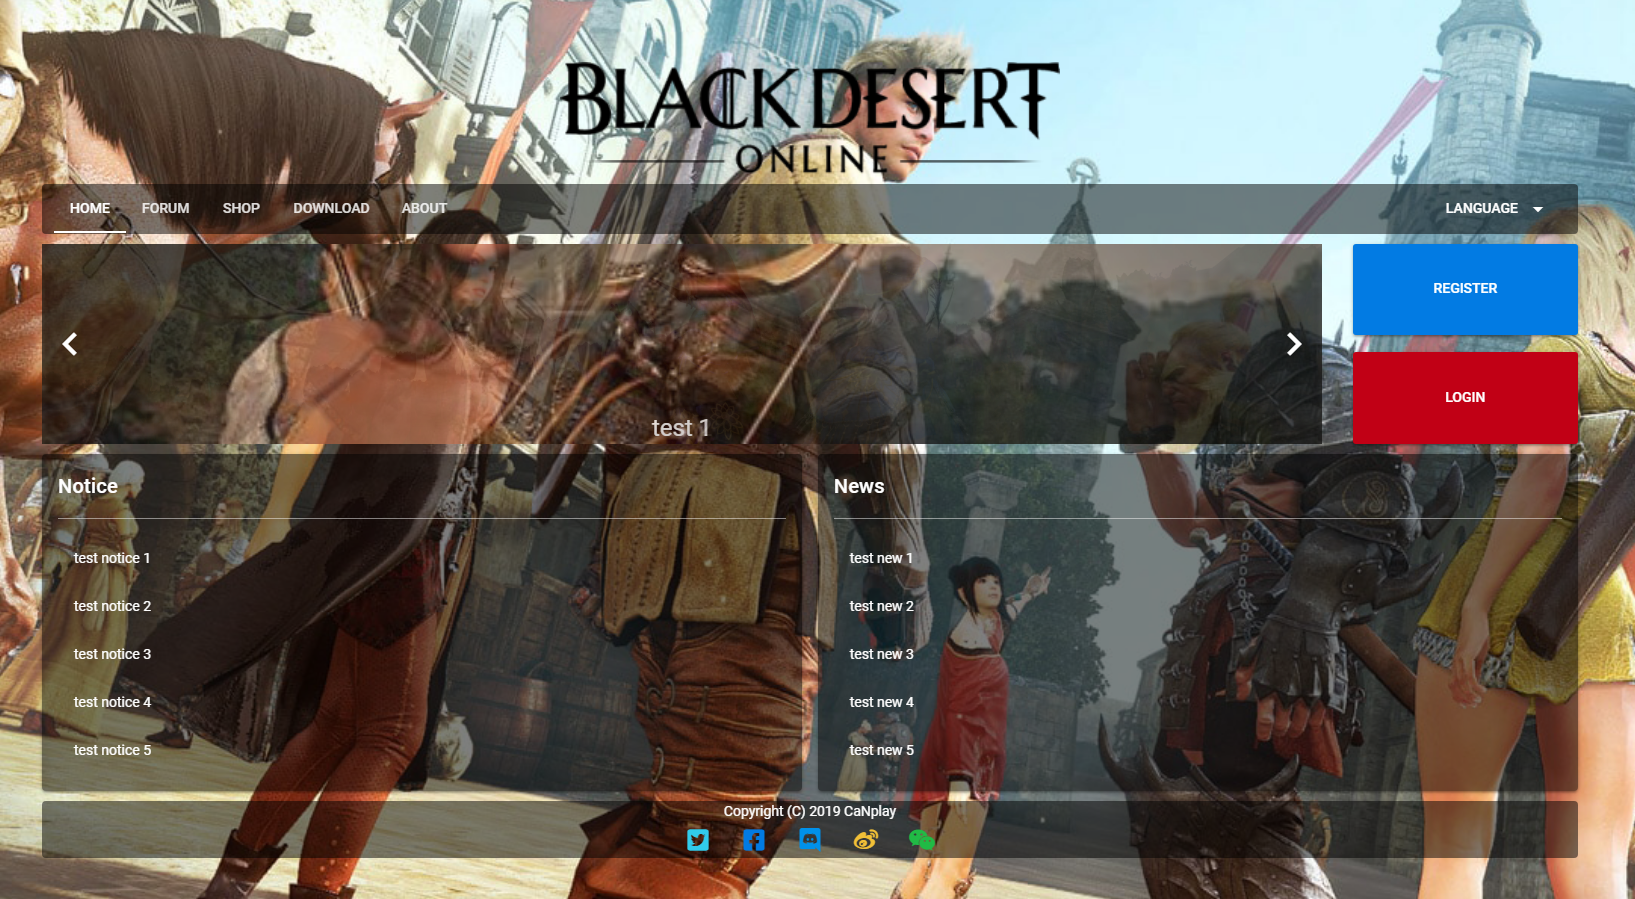 BLACK DESERT
ONLINE
HOME FORUM SHOP DOWNLOAD ABOUT LANGUAGE
REGISTER
LOGIN
test 1
Notice
test notice 1
test notice 2
test notice 3
test notice 4
test notice 5
News
test new 1
test new 2
test new 3
test new 4
test new 5
Copyright (C) 2019 CaNplay